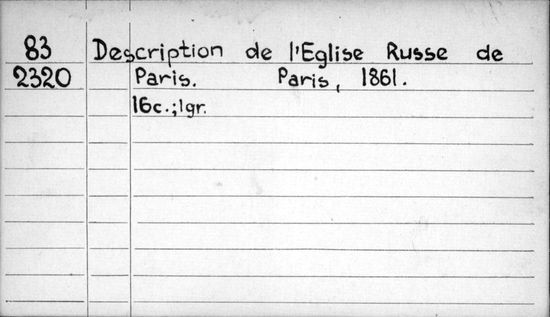 83 Description de l'Eglise Russe de
2320 Paris. Paris, 1861.
16c.; 1gr.